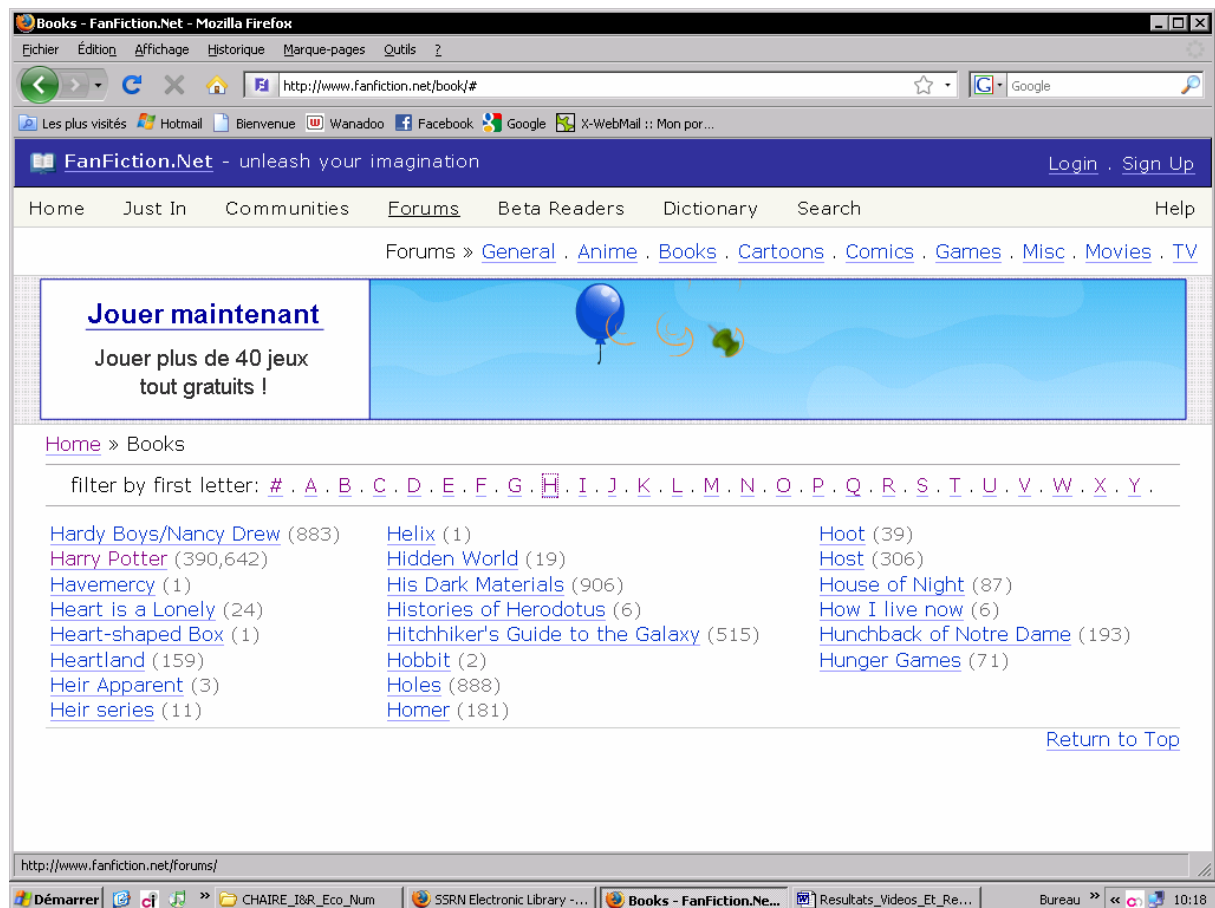 Books - FanFiction.Net - Mozilla Firefox
Fichier Édition Affichage Historique Marque-pages Outils ?
http://www.fanfiction.net/book/# G Google
Les plus visités Hotmail Bienvenue Wanadoo Facebook Google X-WebMail :: Mon por...
FanFiction.Net - unleash your imagination Login . Sign Up
Home Just In Communities Forums Beta Readers Dictionary Search Help
Forums » General . Anime . Books . Cartoons . Comics . Games . Misc . Movies . TV
Jouer maintenant
Jouer plus de 40 jeux
tout gratuits !
Home » Books
filter by first letter: # . A . B . C . D . E . F . G . H . I . J . K . L . M . N . O . P . Q . R . S . T . U . V . W . X . Y .
Hardy Boys/Nancy Drew (883)
Harry Potter (390,642)
Havemercy (1)
Heart is a Lonely (24)
Heart-shaped Box (1)
Heartland (159)
Heir Apparent (3)
Heir series (11)
Helix (1)
Hidden World (19)
His Dark Materials (906)
Histories of Herodotus (6)
Hitchhiker's Guide to the Galaxy (515)
Hobbit (2)
Holes (888)
Homer (181)
Hoot (39)
Host (306)
House of Night (87)
How I live now (6)
Hunchback of Notre Dame (193)
Hunger Games (71)
Return to Top
http://www.fanfiction.net/forums/
Démarrer » CHAIRE_I&R_Eco_Num SSRN Electronic Library -... Books - FanFiction.Ne... Resultats_Videos_Et_Re... Bureau » « 10:18